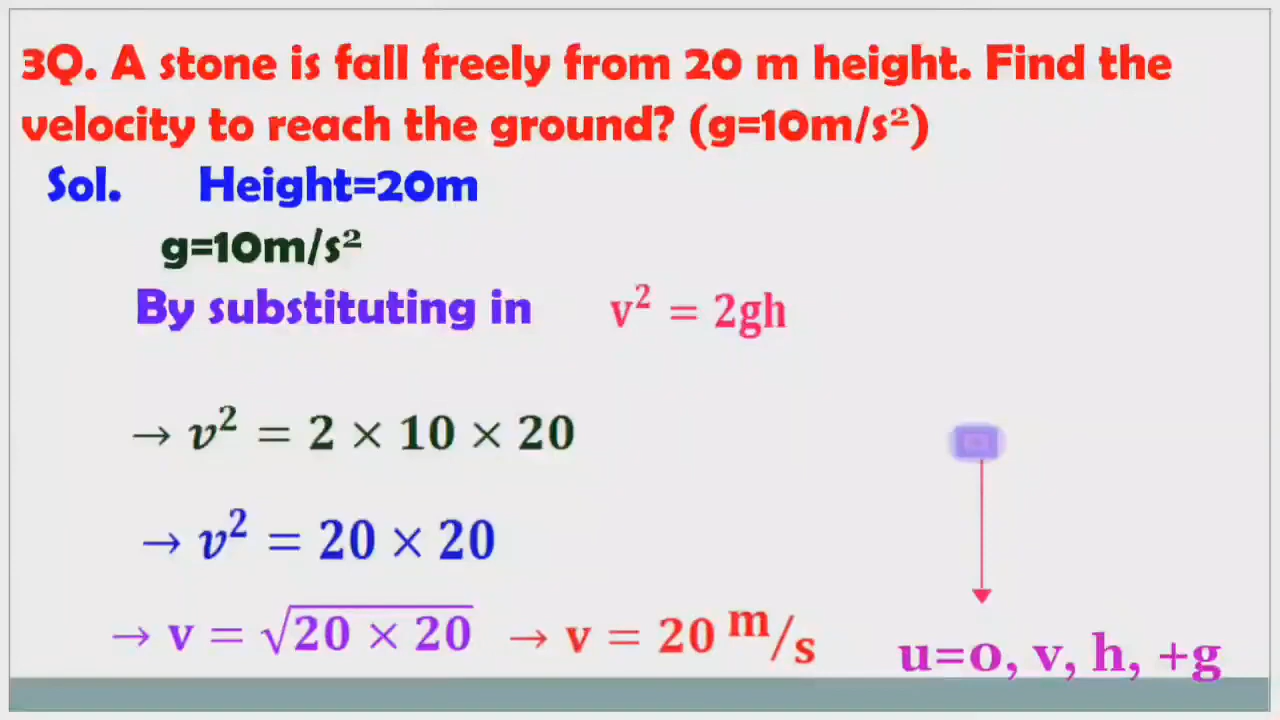 3Q. A stone is fall freely from 20 m height. Find the
velocity to reach the ground? (g=10m/s²)
Sol. Height=20m
g=10m/s²
By substituting in v² = 2gh
→ v² = 2 × 10 × 20
→ v² = 20 × 20
→ v = √20 × 20 → v = 20 m/s
u=0, v, h, +g